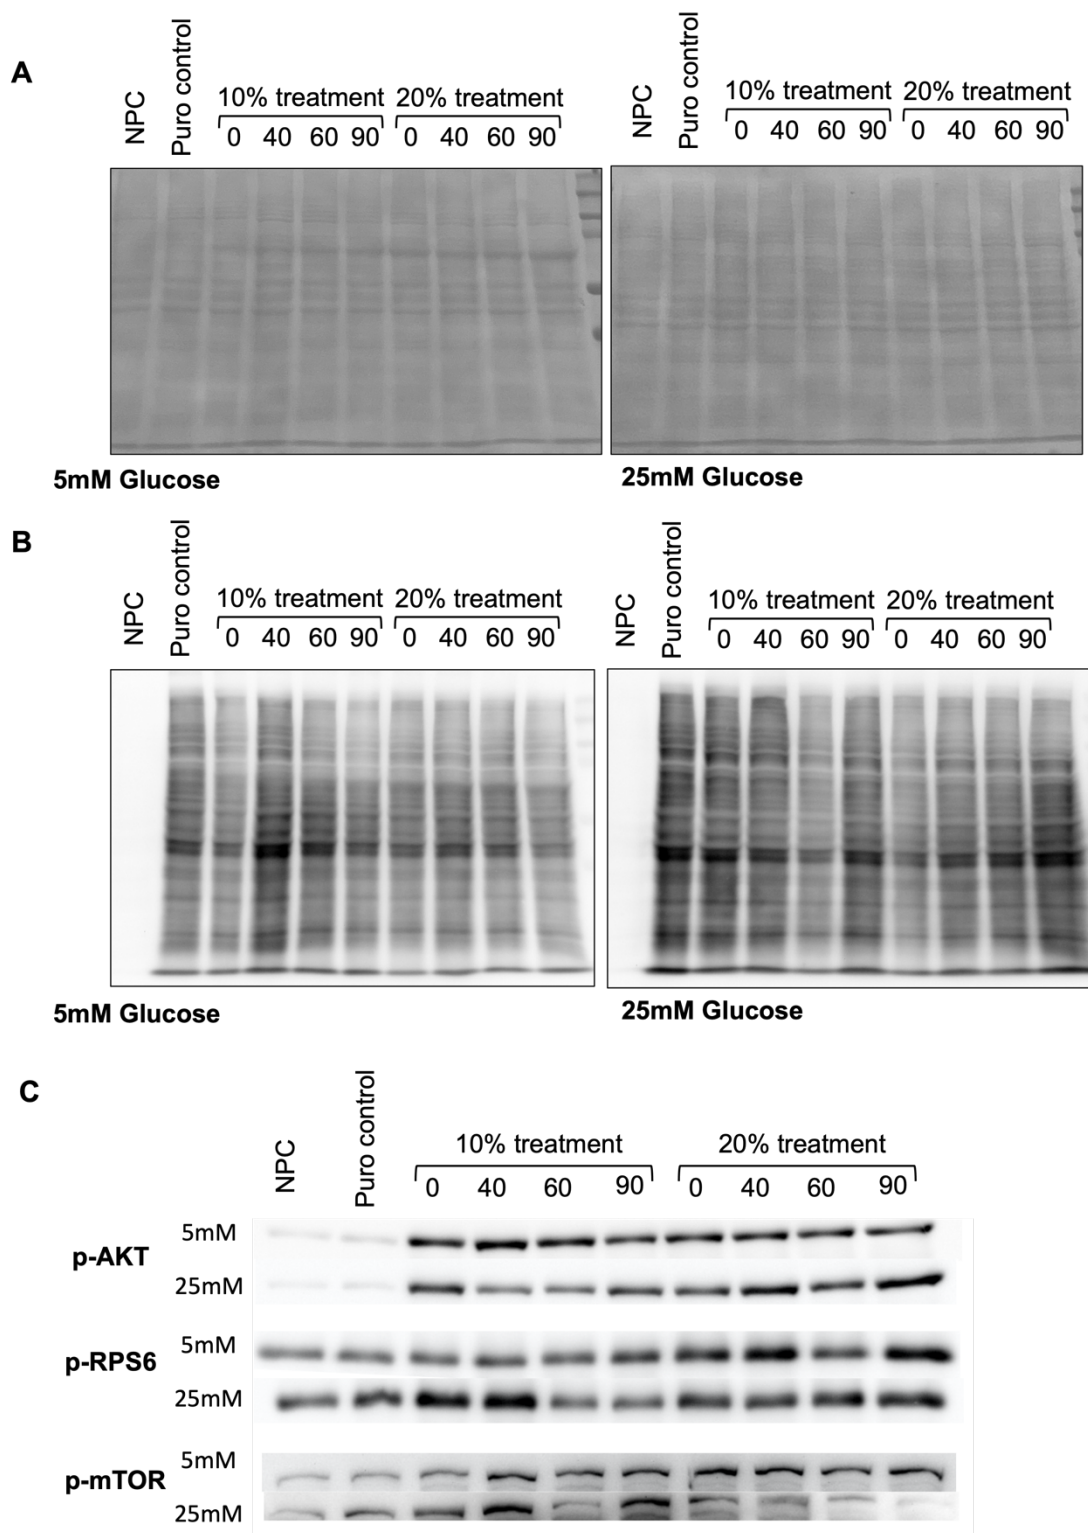 A
NPC
Puro control
10% treatment
20% treatment
0 40 60 90 0 40 60 90
NPC
Puro control
10% treatment
20% treatment
0 40 60 90 0 40 60 90
5mM Glucose
25mM Glucose
B
NPC
Puro control
10% treatment
20% treatment
0 40 60 90 0 40 60 90
NPC
Puro control
10% treatment
20% treatment
0 40 60 90 0 40 60 90
5mM Glucose
25mM Glucose
C
NPC
Puro control
10% treatment
20% treatment
0 40 60 90 0 40 60 90
p-AKT
5mM
25mM
p-RPS6
5mM
25mM
p-mTOR
5mM
25mM